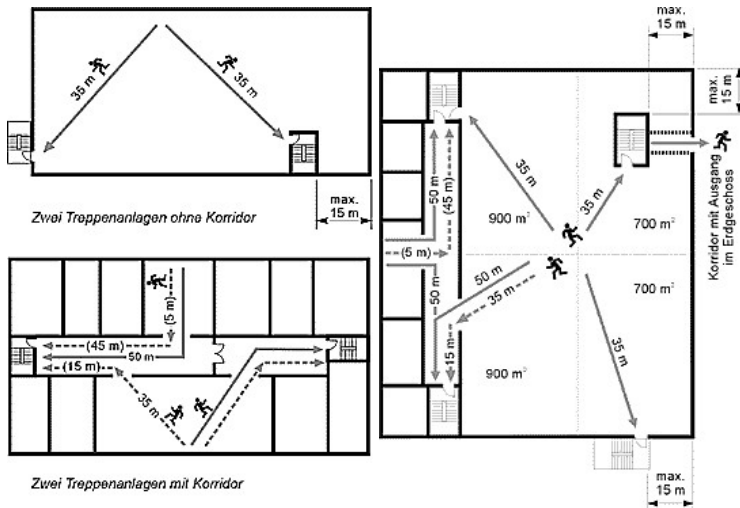 35 m
35 m
max.
15 m
Zwei Treppenanlagen ohne Korridor
(5 m)
(45 m)
50 m
(15 m)
35 m
Zwei Treppenanlagen mit Korridor
max.
15 m
max.
15 m
50 m
(45 m)
35 m
35 m
Korridor mit Ausgang
im Erdgeschoss
900 m²
700 m²
(5 m)
50 m
50 m
35 m
700 m²
15 m
35 m
900 m²
max.
15 m